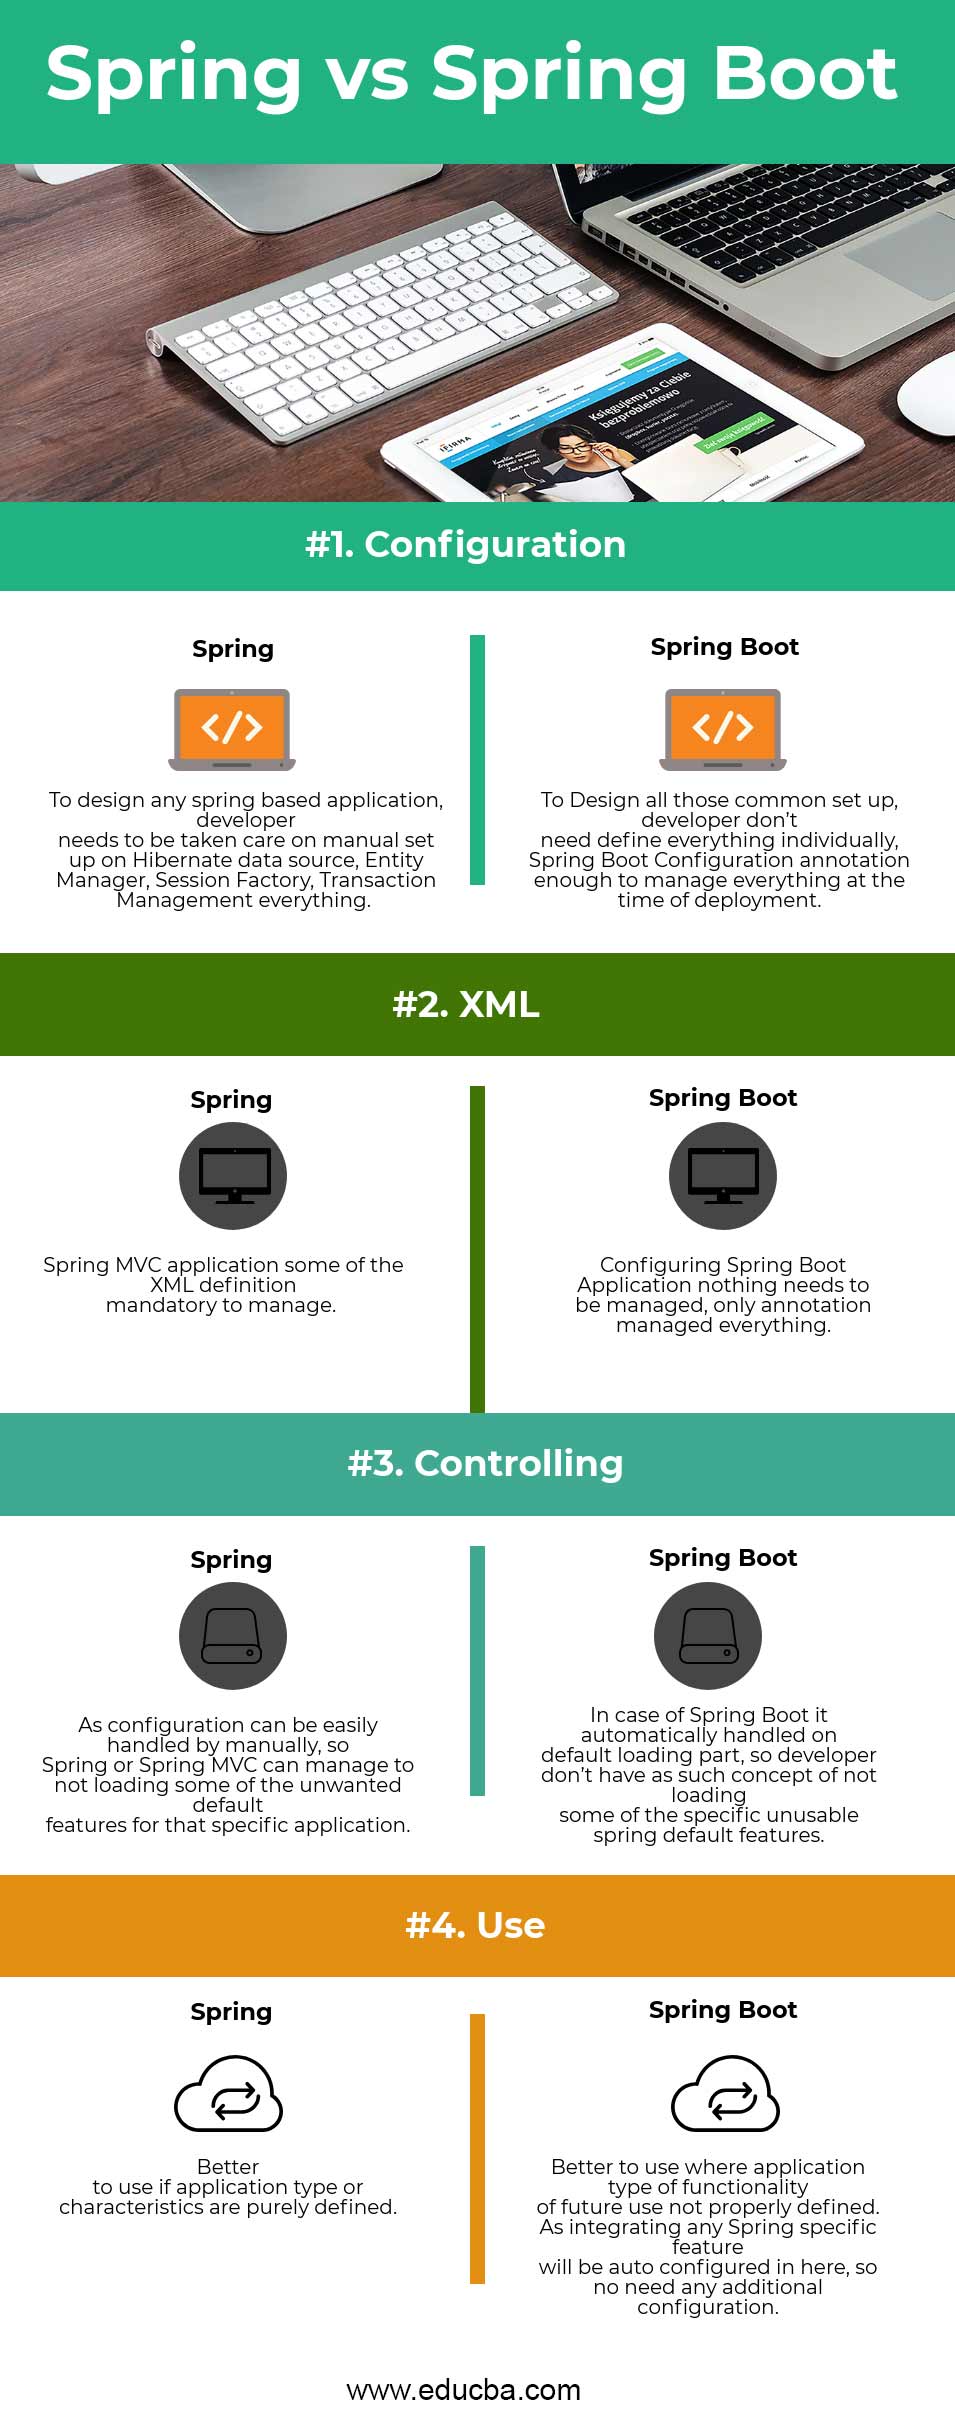 Spring vs Spring Boot
IFIRMA
Księgujemy za Ciebie
bezproblemowo
#1. Configuration
Spring
To design any spring based application,
developer
needs to be taken care on manual set
up on Hibernate data source, Entity
Manager, Session Factory, Transaction
Management everything.
Spring Boot
To Design all those common set up,
developer don't
need define everything individually,
Spring Boot Configuration annotation
enough to manage everything at the
time of deployment.
#2. XML
Spring
Spring MVC application some of the
XML definition
mandatory to manage.
Spring Boot
Configuring Spring Boot
Application nothing needs to
be managed, only annotation
managed everything.
#3. Controlling
Spring
As configuration can be easily
handled by manually, so
Spring or Spring MVC can manage to
not loading some of the unwanted
default
features for that specific application.
Spring Boot
In case of Spring Boot it
automatically handled on
default loading part, so developer
don't have as such concept of not
loading
some of the specific unusable
spring default features.
#4. Use
Spring
Better
to use if application type or
characteristics are purely defined.
Spring Boot
Better to use where application
type of functionality
of future use not properly defined.
As integrating any Spring specific
feature
will be auto configured in here, so
no need any additional
configuration.
www.educba.com